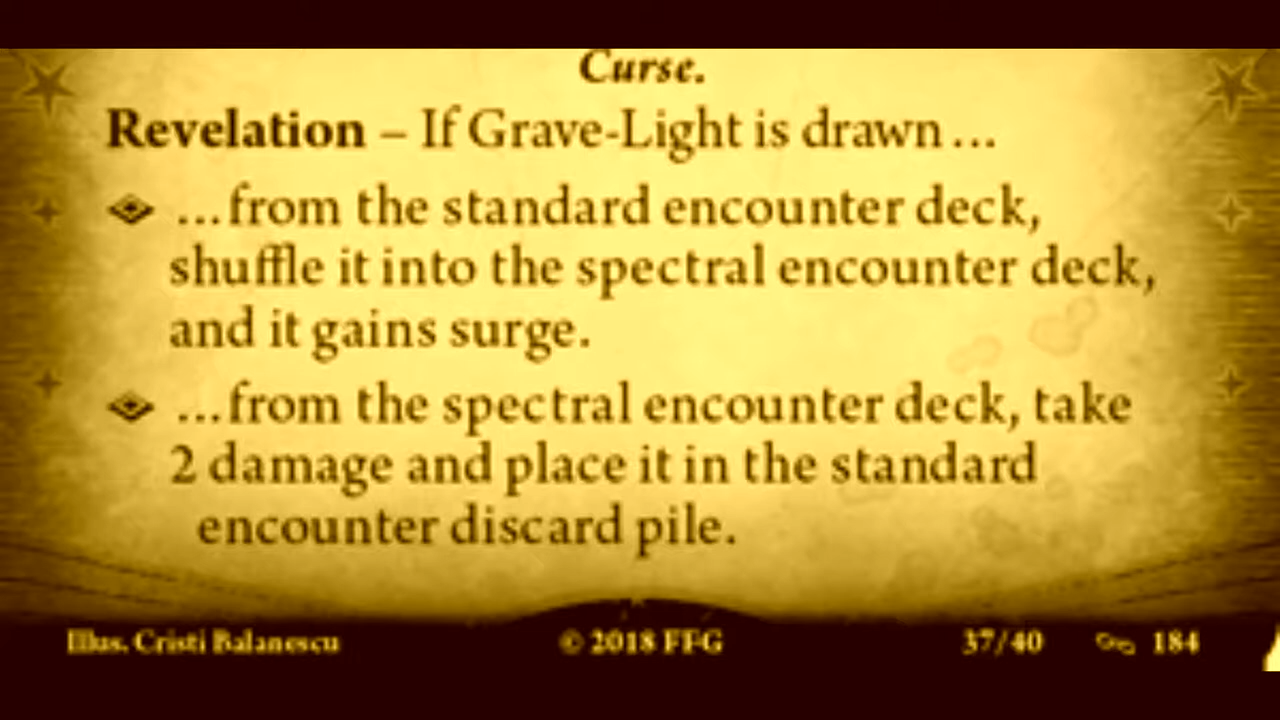 Curse.
Revelation – If Grave-Light is drawn...
...from the standard encounter deck,
shuffle it into the spectral encounter deck,
and it gains surge.
...from the spectral encounter deck, take
2 damage and place it in the standard
encounter discard pile.
Illus. Cristi Balanescu © 2018 FFG 37/40 184